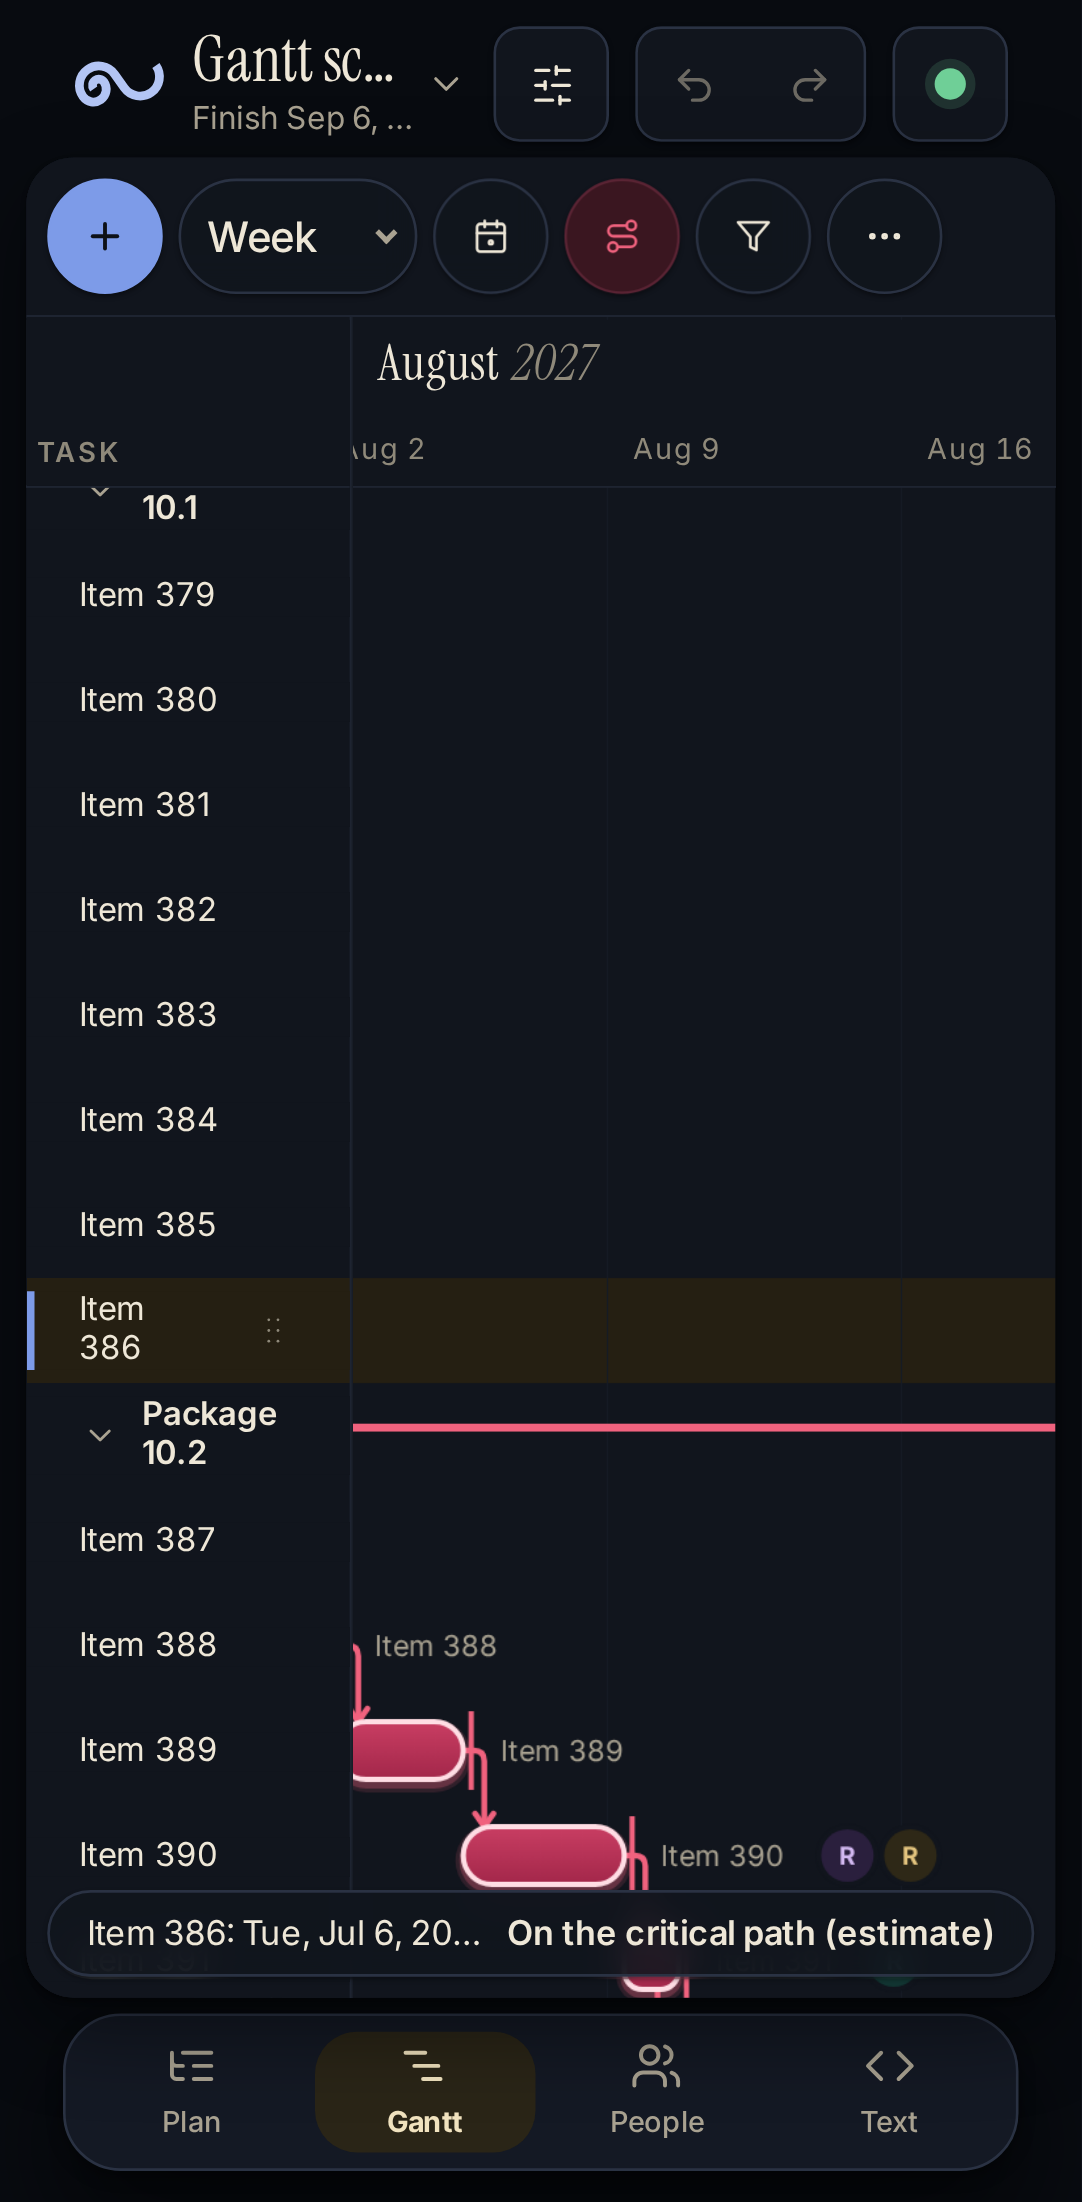 Gantt sc...
Finish Sep 6, ...
Week
August 2027
TASK
Aug 2
Aug 9
Aug 16
10.1
Item 379
Item 380
Item 381
Item 382
Item 383
Item 384
Item 385
Item
386
Package
10.2
Item 387
Item 388
Item 388
Item 389
Item 389
Item 390
Item 390
R
R
Item 386: Tue, Jul 6, 20...
On the critical path (estimate)
Plan
Gantt
People
Text